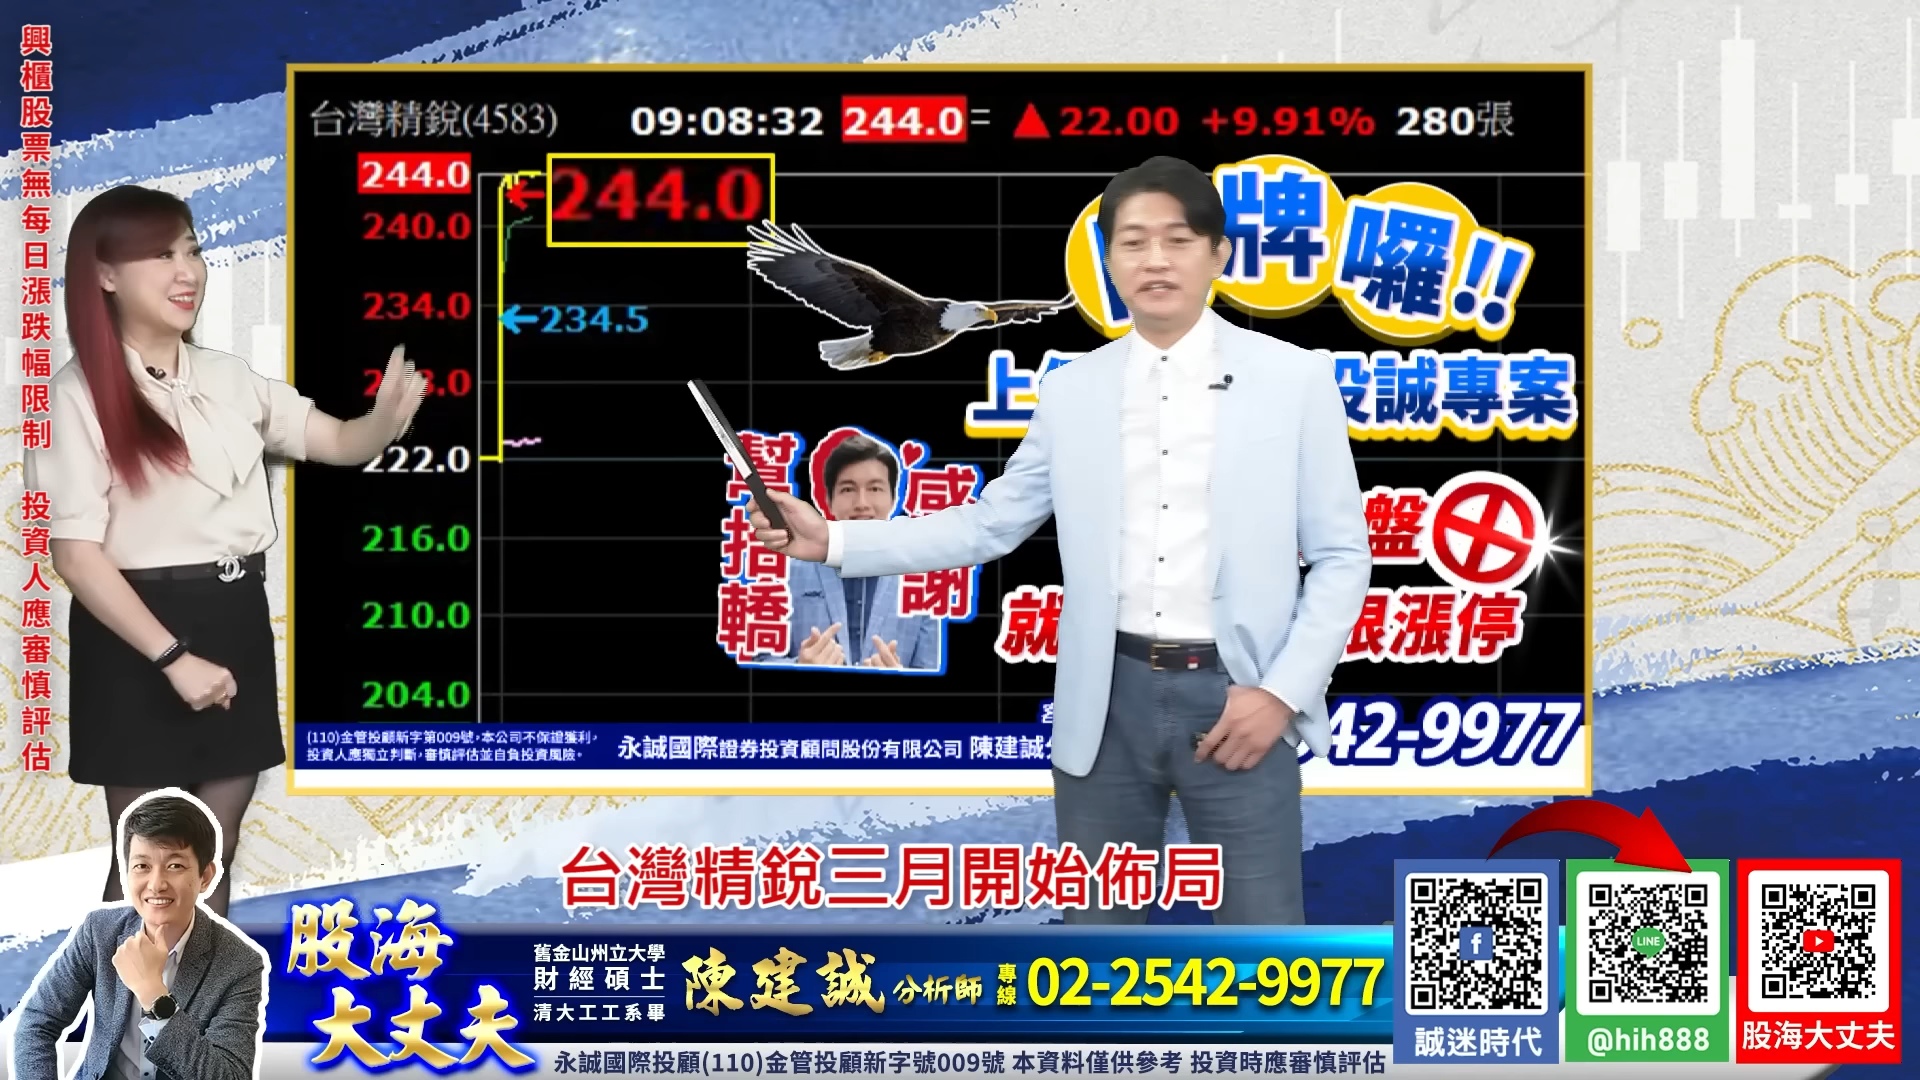 興櫃股票無每日漲跌幅限制 投資人應審慎評估
台灣精銳(4583) 09:08:32 244.0= ▲22.00 +9.91% 280張
244.0
244.0
240.0
234.0
←234.5
222.0
216.0
210.0
204.0
牌囉!!
上
誠專案
幫抬轎
感謝
盤
就
漲停
42-9977
(110)金管投顧新字第009號,本公司不保證獲利,
投資人應獨立判斷,審慎評估並自負投資風險。
永誠國際證券投資顧問股份有限公司 陳建誠
台灣精銳三月開始佈局
股海
大丈夫
舊金山州立大學
財經碩士
清大工工系畢
陳建誠 分析師
專線 02-2542-9977
誠迷時代
LINE
@hih888
股海大丈夫
永誠國際投顧(110)金管投顧新字號009號 本資料僅供參考 投資時應審慎評估